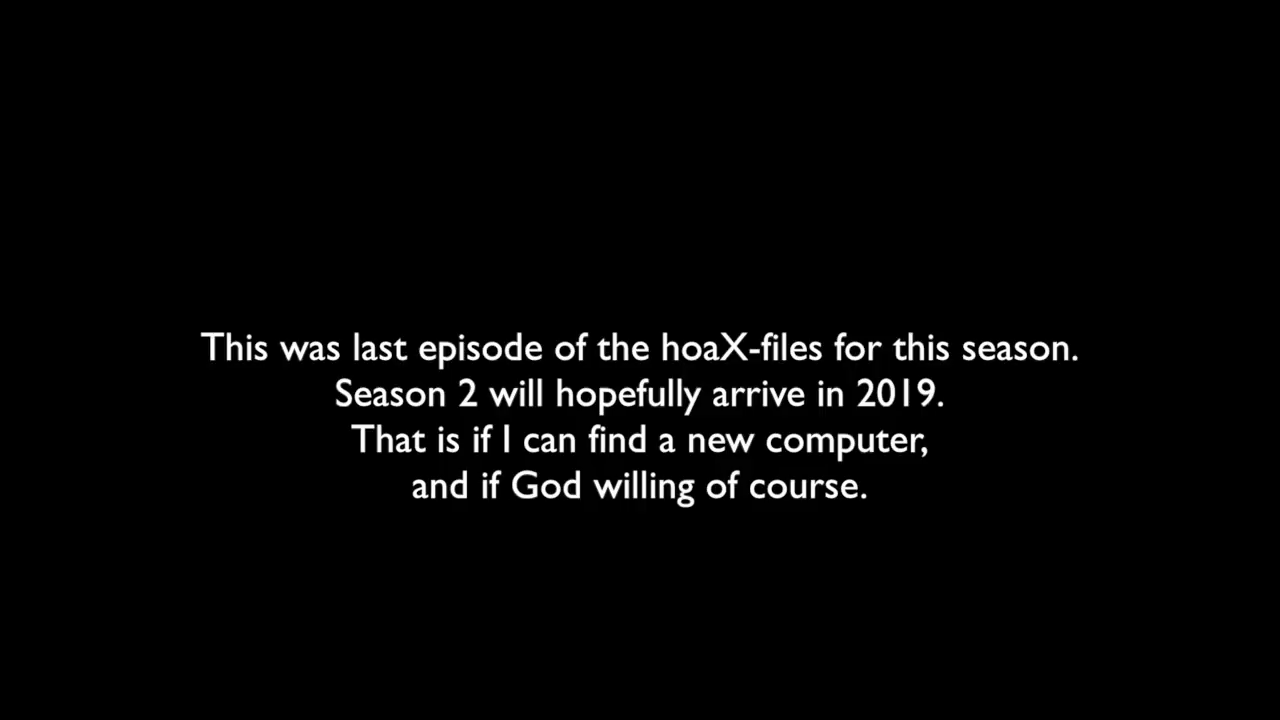 This was last episode of the hoaX-files for this season.
Season 2 will hopefully arrive in 2019.
That is if I can find a new computer,
and if God willing of course.